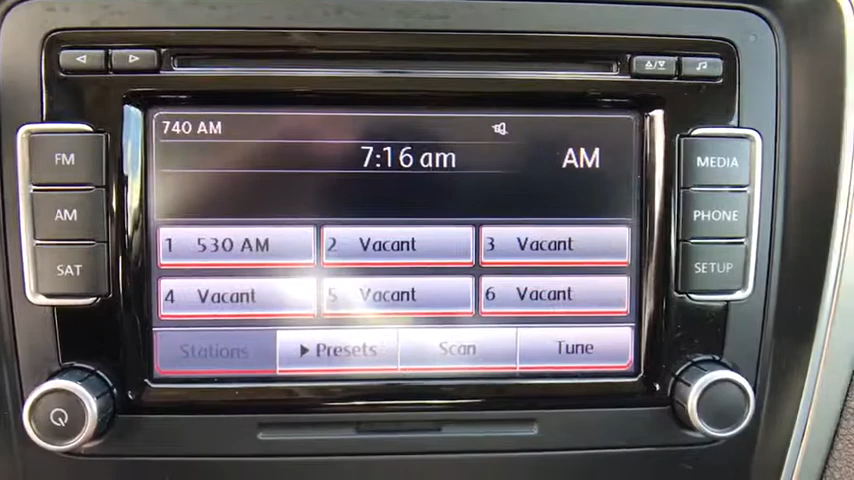 740 AM
7:16 am
AM
FM
AM
SAT
MEDIA
PHONE
SETUP
1 530 AM
2 Vacant
3 Vacant
4 Vacant
5 Vacant
6 Vacant
Stations
Presets
Scan
Tune